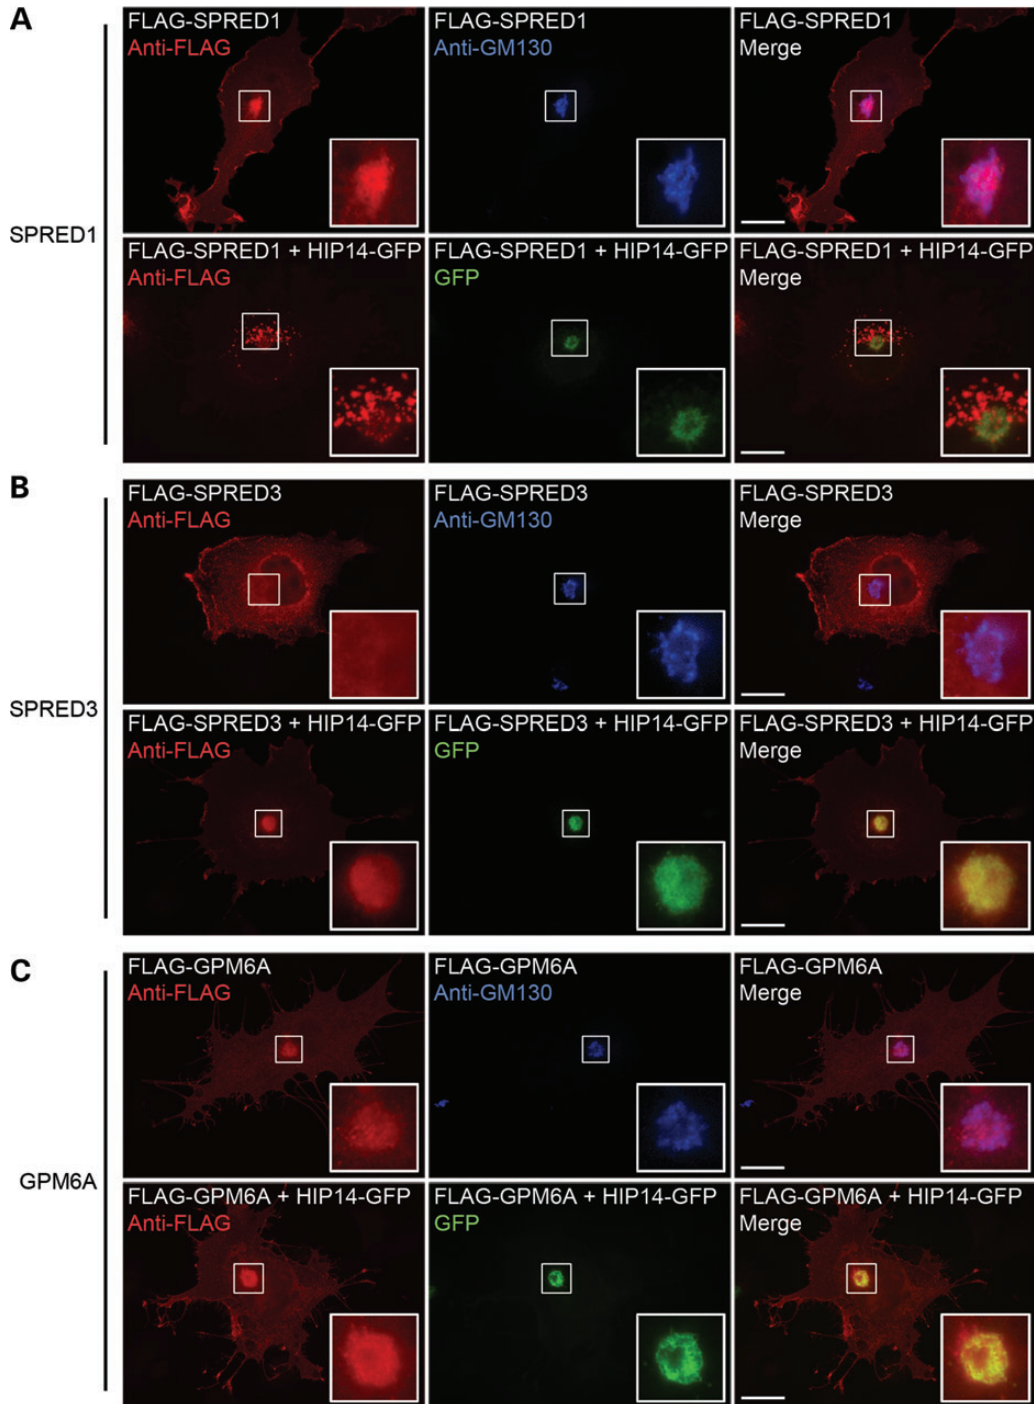 A
SPRED1
FLAG-SPRED1
Anti-FLAG
FLAG-SPRED1
Anti-GM130
FLAG-SPRED1
Merge
FLAG-SPRED1 + HIP14-GFP
Anti-FLAG
FLAG-SPRED1 + HIP14-GFP
GFP
FLAG-SPRED1 + HIP14-GFP
Merge
B
SPRED3
FLAG-SPRED3
Anti-FLAG
FLAG-SPRED3
Anti-GM130
FLAG-SPRED3
Merge
FLAG-SPRED3 + HIP14-GFP
Anti-FLAG
FLAG-SPRED3 + HIP14-GFP
GFP
FLAG-SPRED3 + HIP14-GFP
Merge
C
GPM6A
FLAG-GPM6A
Anti-FLAG
FLAG-GPM6A
Anti-GM130
FLAG-GPM6A
Merge
FLAG-GPM6A + HIP14-GFP
Anti-FLAG
FLAG-GPM6A + HIP14-GFP
GFP
FLAG-GPM6A + HIP14-GFP
Merge